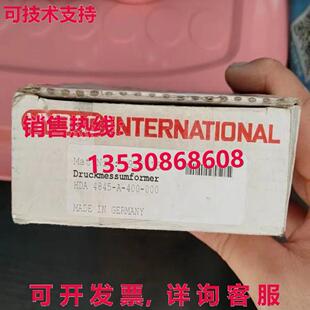 可技术支持
销售热线:
INTERNATIONAL
13530868608
Druckmessumformer
HDA 4845-A-400-000
MADE IN GERMANY
可开发票, 详询客服